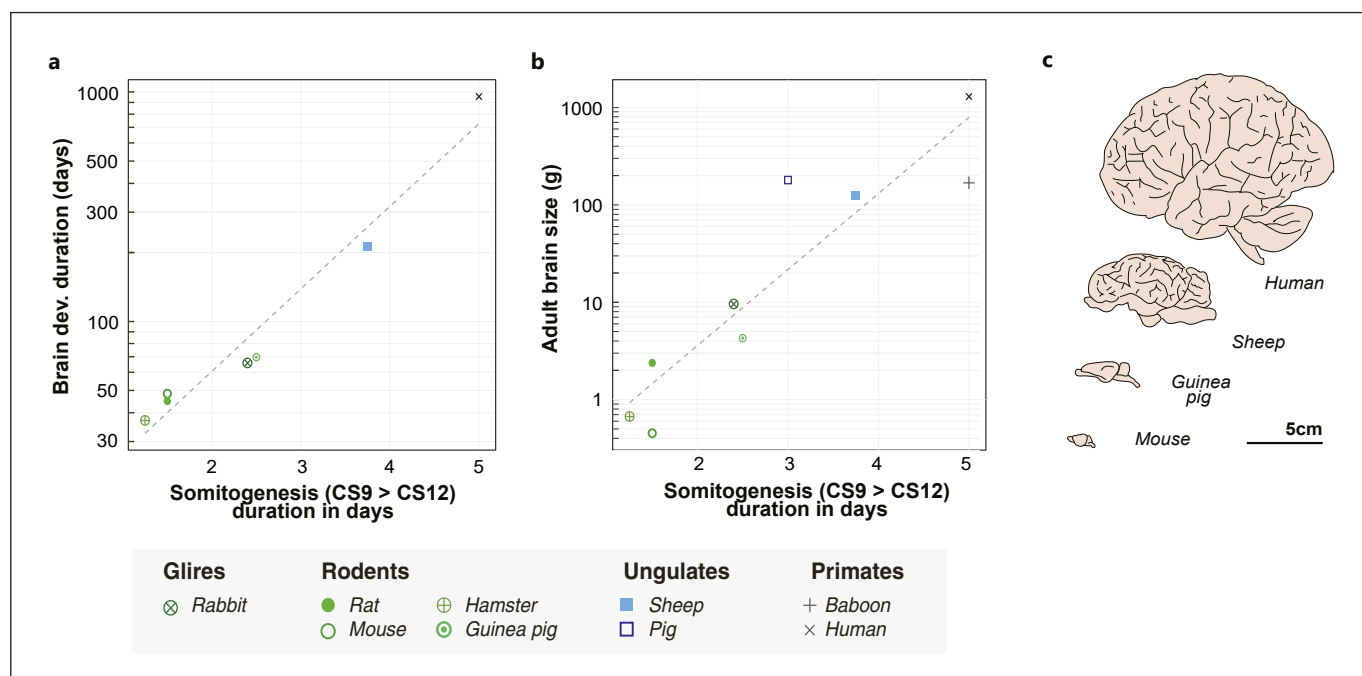 a
Brain dev. duration (days)
1000
500
300
100
50
30
2 3 4 5
Somitogenesis (CS9 > CS12)
duration in days
b
Adult brain size (g)
1000
100
10
1
2 3 4 5
Somitogenesis (CS9 > CS12)
duration in days
c
Human
Sheep
Guinea
pig
Mouse
5cm
Glires
Rabbit
Rodents
Rat Hamster
Mouse Guinea pig
Ungulates
Sheep
Pig
Primates
Baboon
Human